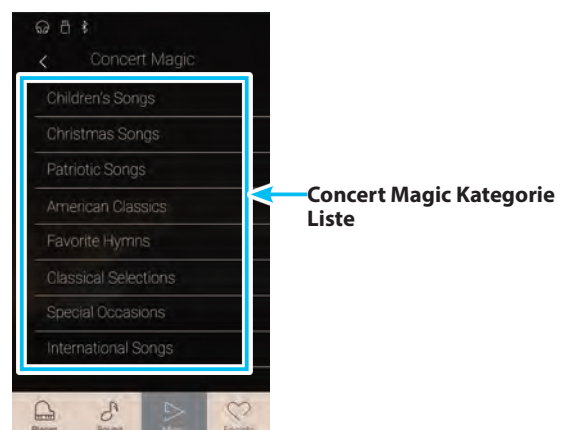 Concert Magic
Children's Songs
Christmas Songs
Patriotic Songs
American Classics
Favorite Hymns
Classical Selections
Special Occasions
International Songs
Concert Magic Kategorie
Liste